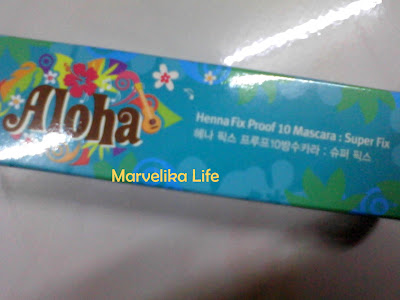 Aloha
Henna Fix Proof 10 Mascara : Super Fix
헤나 픽스 프루프10방수카라 : 슈퍼 픽스
Marvelika Life